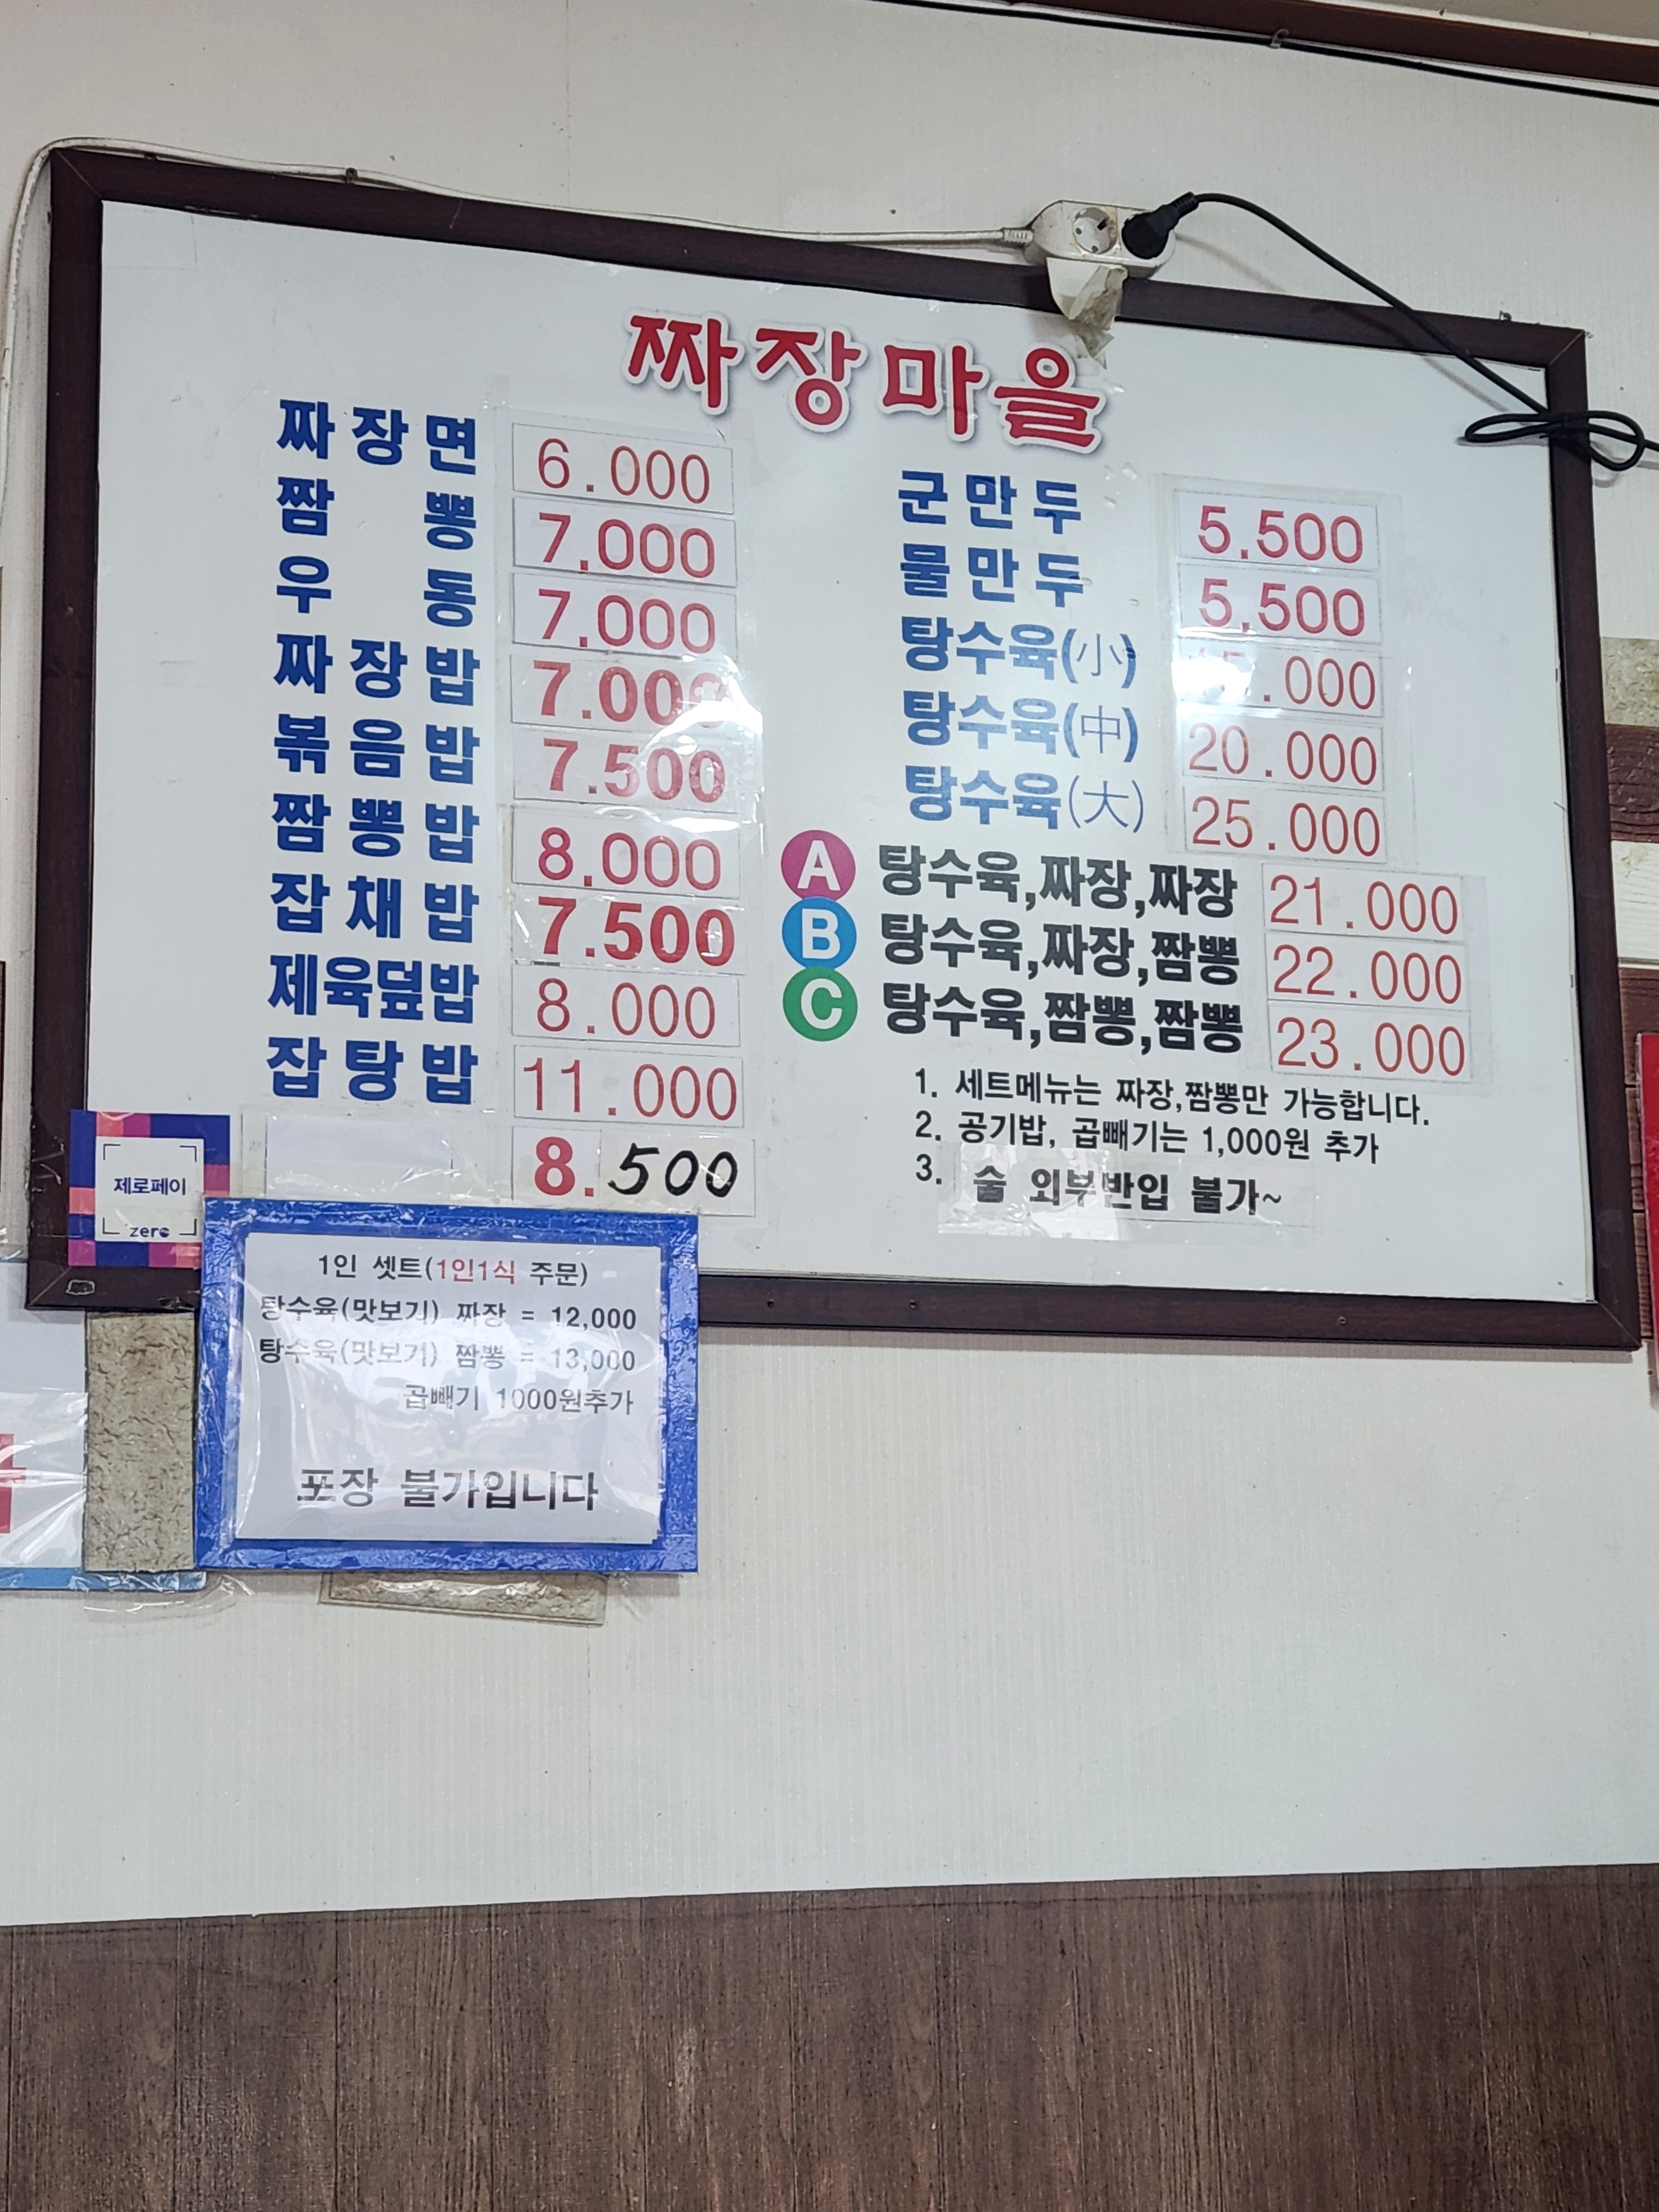 짜장마을
짜장면 6.000
짬뽕 7.000
우동 7.000
짜장밥 7.000
볶음밥 7.500
짬뽕밥 8.000
잡채밥 7.500
제육덮밥 8.000
잡탕밥 11.000
8.500
군만두 5.500
물만두 5.500
탕수육(小) .000
탕수육(中) 20.000
탕수육(大) 25.000
A 탕수육,짜장,짜장 21.000
B 탕수육,짜장,짬뽕 22.000
C 탕수육,짬뽕,짬뽕 23.000
1. 세트메뉴는 짜장,짬뽕만 가능합니다.
2. 공기밥, 곱빼기는 1,000원 추가
3. 술 외부반입 불가~
제로페이
zero
1인 셋트(1인1식 주문)
탕수육(맛보기) 짜장 = 12,000
탕수육(맛보기) 짬뽕 = 13,000
곱빼기 1000원추가
포장 불가입니다